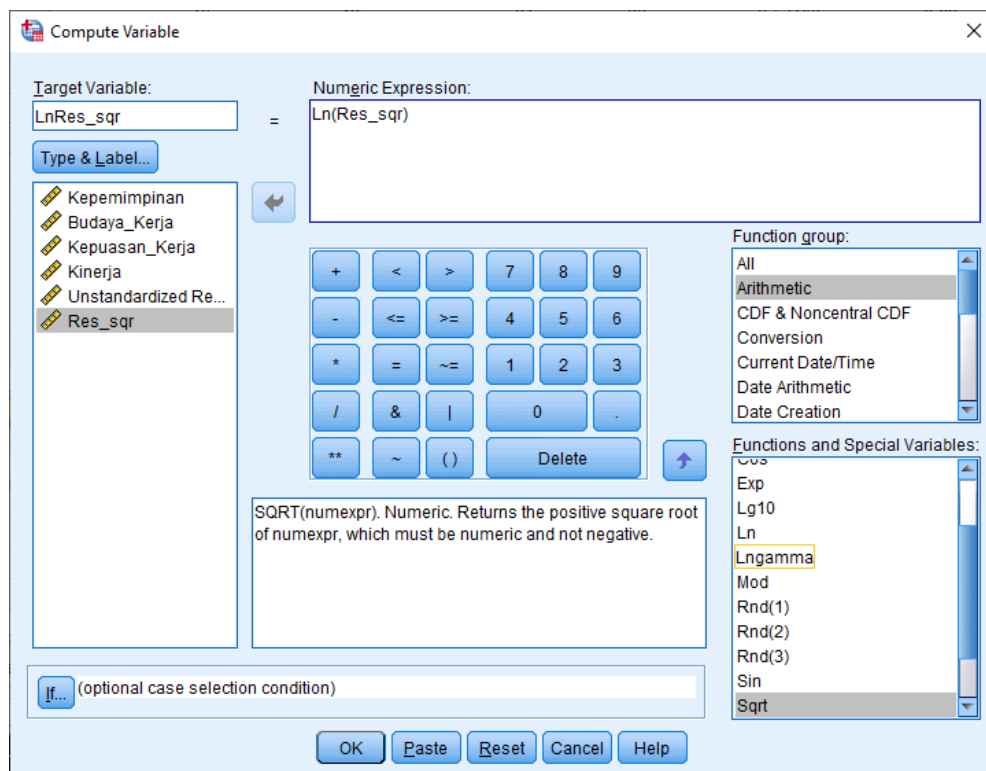 Compute Variable
Target Variable:
LnRes_sqr
=
Numeric Expression:
Ln(Res_sqr)
Type & Label...
Kepemimpinan
Budaya_Kerja
Kepuasan_Kerja
Kinerja
Unstandardized Re...
Res_sqr
+ < > 7 8 9
- <= >= 4 5 6
* = ~= 1 2 3
/ & | 0 .
** ~ ( ) Delete
Function group:
All
Arithmetic
CDF & Noncentral CDF
Conversion
Current Date/Time
Date Arithmetic
Date Creation
Functions and Special Variables:
Cos
Exp
Lg10
Ln
Lngamma
Mod
Rnd(1)
Rnd(2)
Rnd(3)
Sin
Sqrt
SQRT(numexpr). Numeric. Returns the positive square root
of numexpr, which must be numeric and not negative.
If... (optional case selection condition)
OK Paste Reset Cancel Help